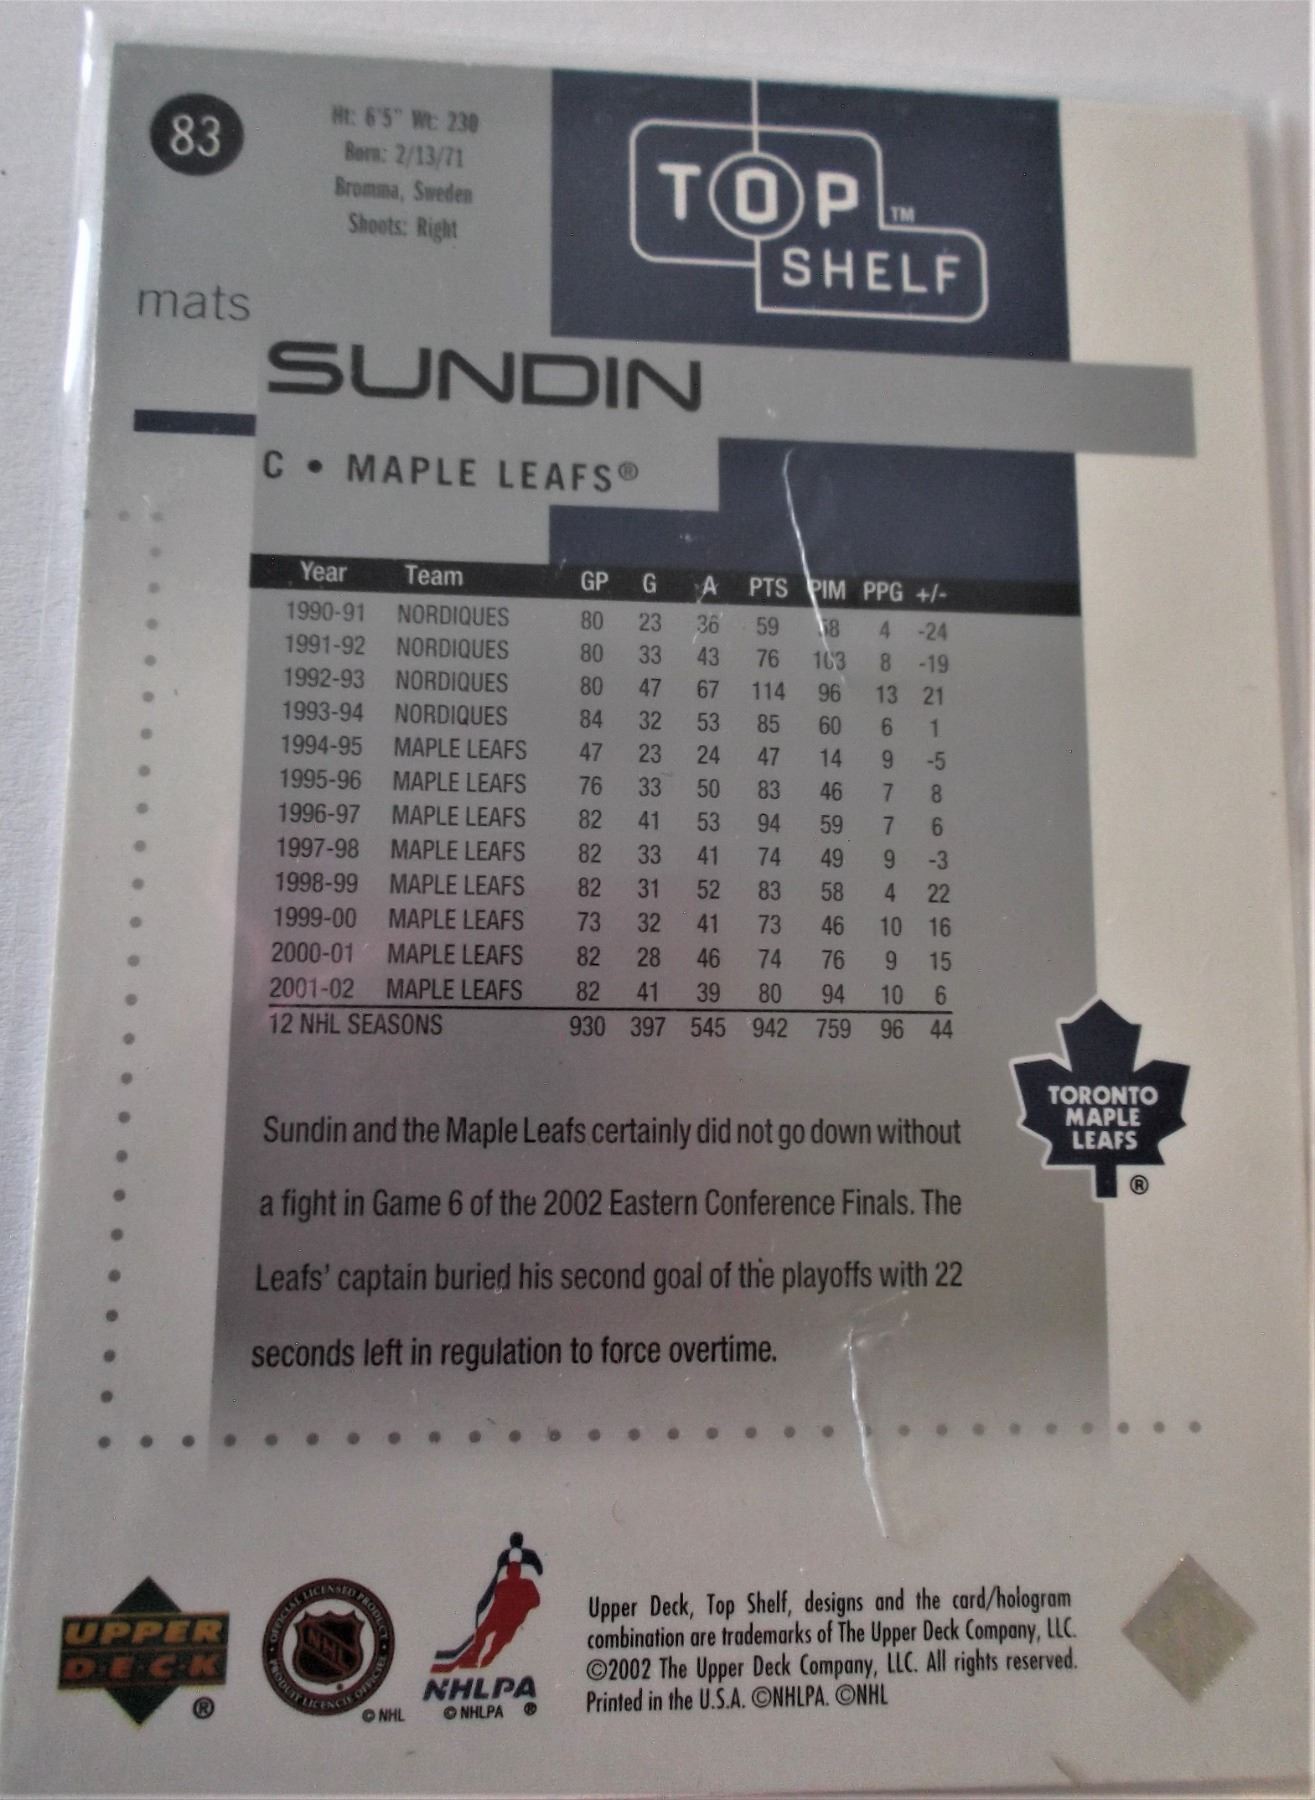 83
Ht: 6'5" Wt: 230
Born: 2/13/71
Bromma, Sweden
Shoots: Right
TOP™
SHELF
mats
SUNDIN
C • MAPLE LEAFS®
Year Team GP G A PTS PIM PPG +/-
1990-91 NORDIQUES 80 23 36 59 58 4 -24
1991-92 NORDIQUES 80 33 43 76 103 8 -19
1992-93 NORDIQUES 80 47 67 114 96 13 21
1993-94 NORDIQUES 84 32 53 85 60 6 1
1994-95 MAPLE LEAFS 47 23 24 47 14 9 -5
1995-96 MAPLE LEAFS 76 33 50 83 46 7 8
1996-97 MAPLE LEAFS 82 41 53 94 59 7 6
1997-98 MAPLE LEAFS 82 33 41 74 49 9 -3
1998-99 MAPLE LEAFS 82 31 52 83 58 4 22
1999-00 MAPLE LEAFS 73 32 41 73 46 10 16
2000-01 MAPLE LEAFS 82 28 46 74 76 9 15
2001-02 MAPLE LEAFS 82 41 39 80 94 10 6
12 NHL SEASONS 930 397 545 942 759 96 44
TORONTO
MAPLE
LEAFS
®
Sundin and the Maple Leafs certainly did not go down without
a fight in Game 6 of the 2002 Eastern Conference Finals. The
Leafs' captain buried his second goal of the playoffs with 22
seconds left in regulation to force overtime.
UPPER
D·E·C·K
®
OFFICIAL LICENSED PRODUCT
NHL
PRODUIT LICENCIE OFFICIEL
©NHL
NHLPA
©NHLPA ®
Upper Deck, Top Shelf, designs and the card/hologram
combination are trademarks of The Upper Deck Company, LLC.
©2002 The Upper Deck Company, LLC. All rights reserved.
Printed in the U.S.A. ©NHLPA. ©NHL